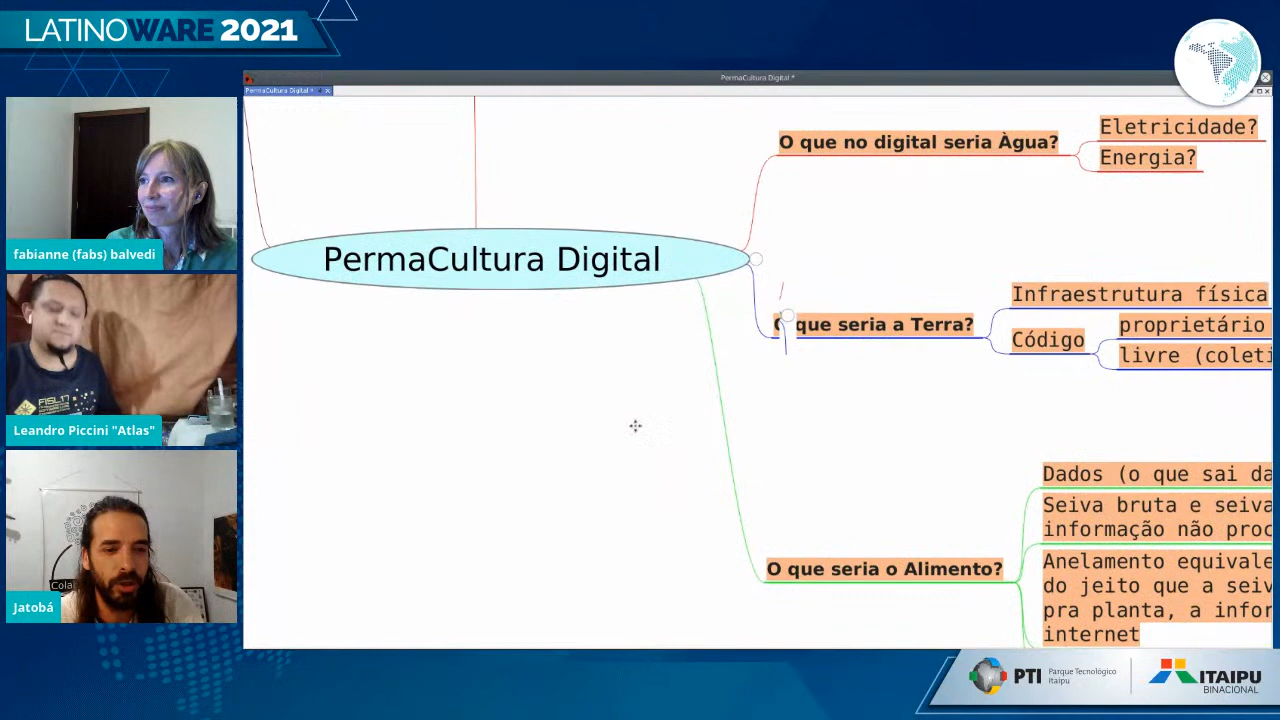 LATINOWARE 2021
PermaCultura Digital *
PermaCultura Digital *
fabianne (fabs) balvedi
Leandro Piccini "Atlas"
FISL17
Cola
Jatobá
PermaCultura Digital
O que no digital seria Àgua?
Eletricidade?
Energia?
que seria a Terra?
Infraestrutura física
Código
proprietário
livre (coleti
O que seria o Alimento?
Dados (o que sai da
Seiva bruta e seiva
informação não proc
Anelamento equivale
do jeito que a seiv
pra planta, a infor
internet
PTI
Parque Tecnológico
Itaipu
ITAIPU
BINACIONAL